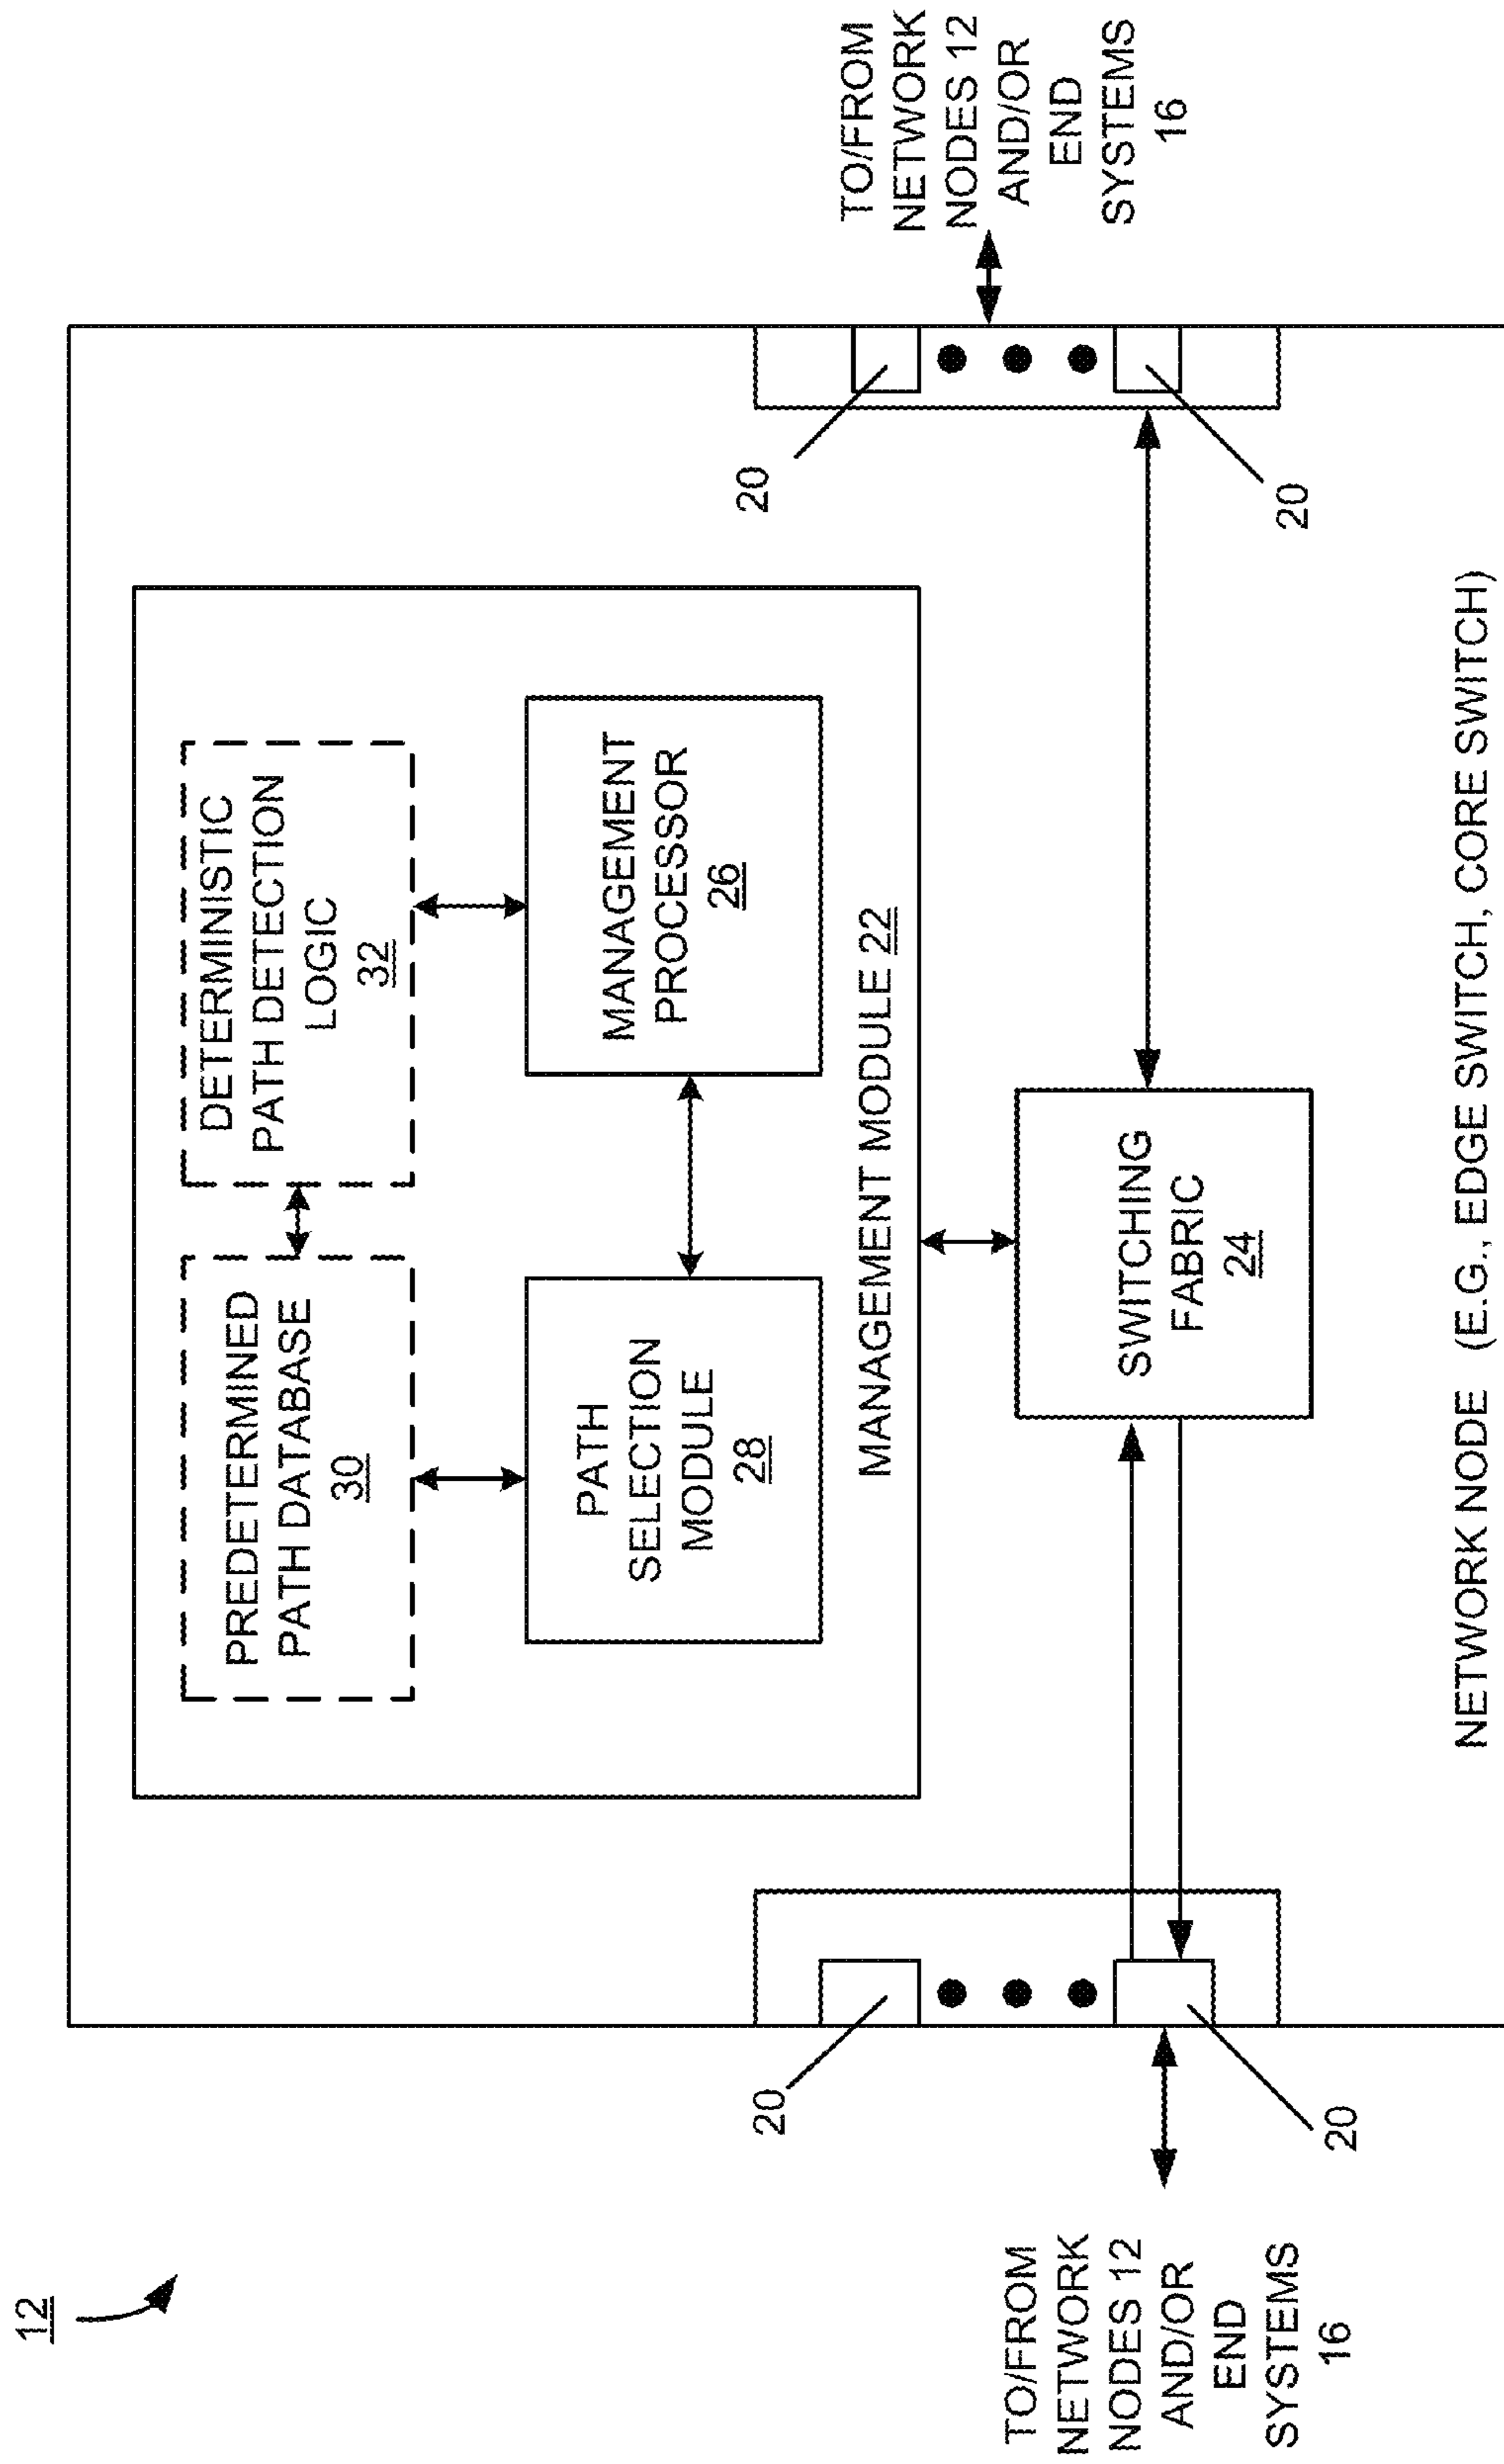 12
PREDETERMINED
PATH DATABASE
30
DETERMINISTIC
PATH DETECTION
LOGIC
32
PATH
SELECTION
MODULE
28
MANAGEMENT
PROCESSOR
26
MANAGEMENT MODULE 22
20
20
TO/FROM
NETWORK
NODES 12
AND/OR
END
SYSTEMS
16
TO/FROM
NETWORK
NODES 12
AND/OR
END
SYSTEMS
16
SWITCHING
FABRIC
24
20
20
NETWORK NODE (E.G., EDGE SWITCH, CORE SWITCH)